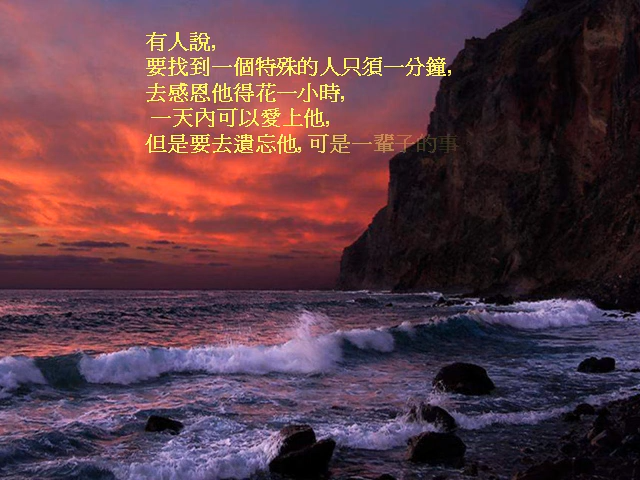 有人說,
要找到一個特殊的人只須一分鐘,
去感恩他得花一小時,
一天內可以愛上他,
但是要去遺忘他, 可是一輩子的事